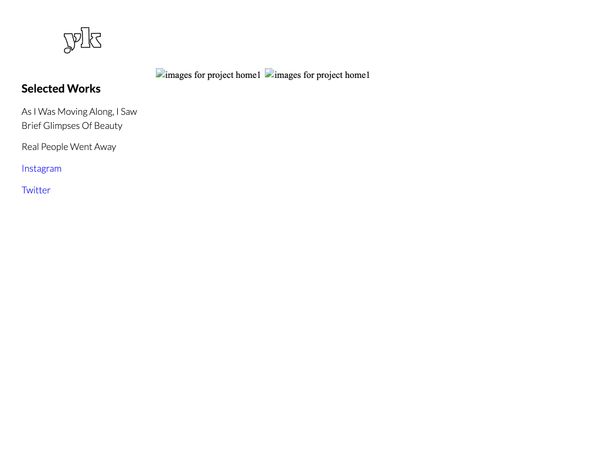 ylk
Selected Works
As I Was Moving Along, I Saw
Brief Glimpses Of Beauty
Real People Went Away
Instagram
Twitter
images for project home1 images for project home1